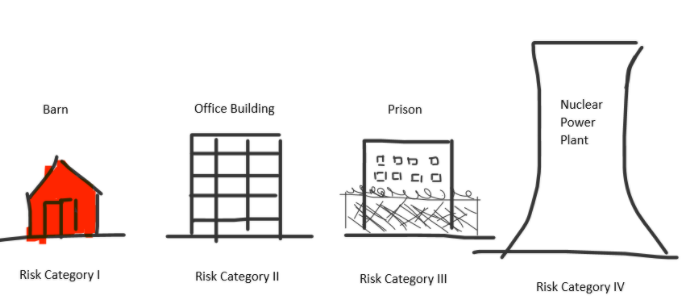 Barn
Office Building
Prison
Nuclear
Power
Plant
Risk Category I
Risk Category II
Risk Category III
Risk Category IV